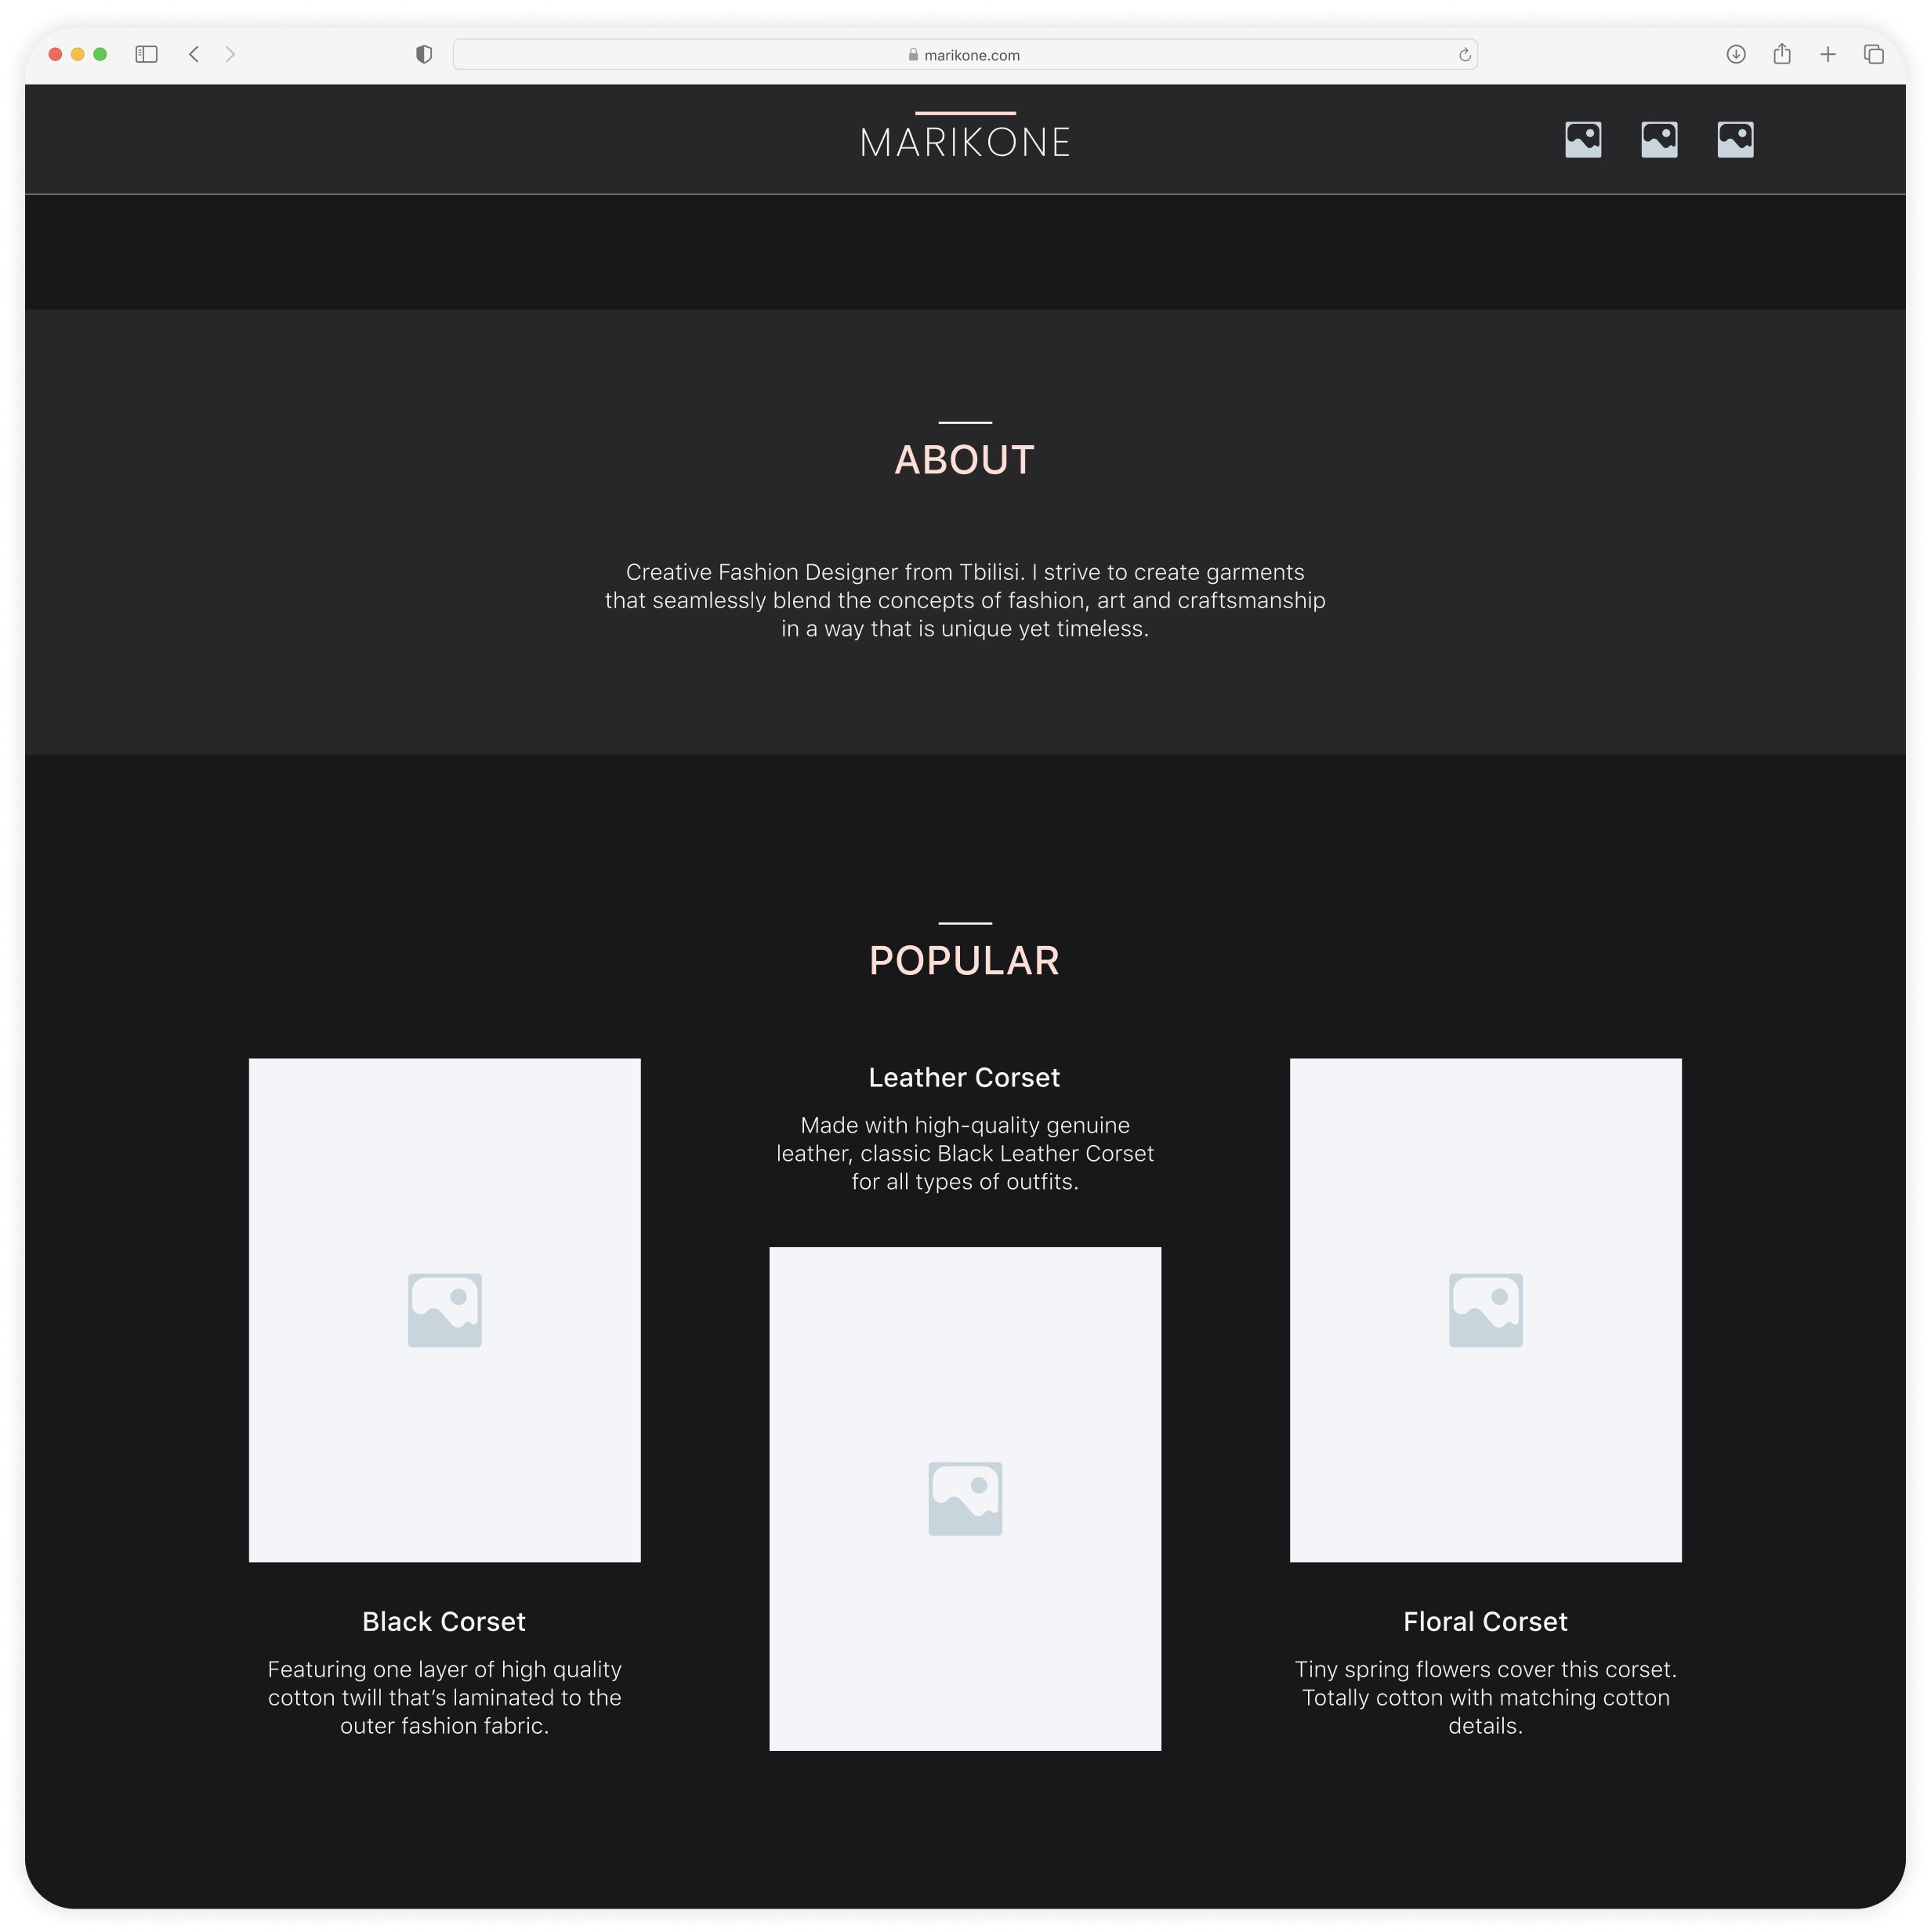 marikone.com
MARIKONE
ABOUT
Creative Fashion Designer from Tbilisi. I strive to create garments
that seamlessly blend the concepts of fashion, art and craftsmanship
in a way that is unique yet timeless.
POPULAR
Black Corset
Featuring one layer of high quality
cotton twill that’s laminated to the
outer fashion fabric.
Leather Corset
Made with high-quality genuine
leather, classic Black Leather Corset
for all types of outfits.
Floral Corset
Tiny spring flowers cover this corset.
Totally cotton with matching cotton
details.